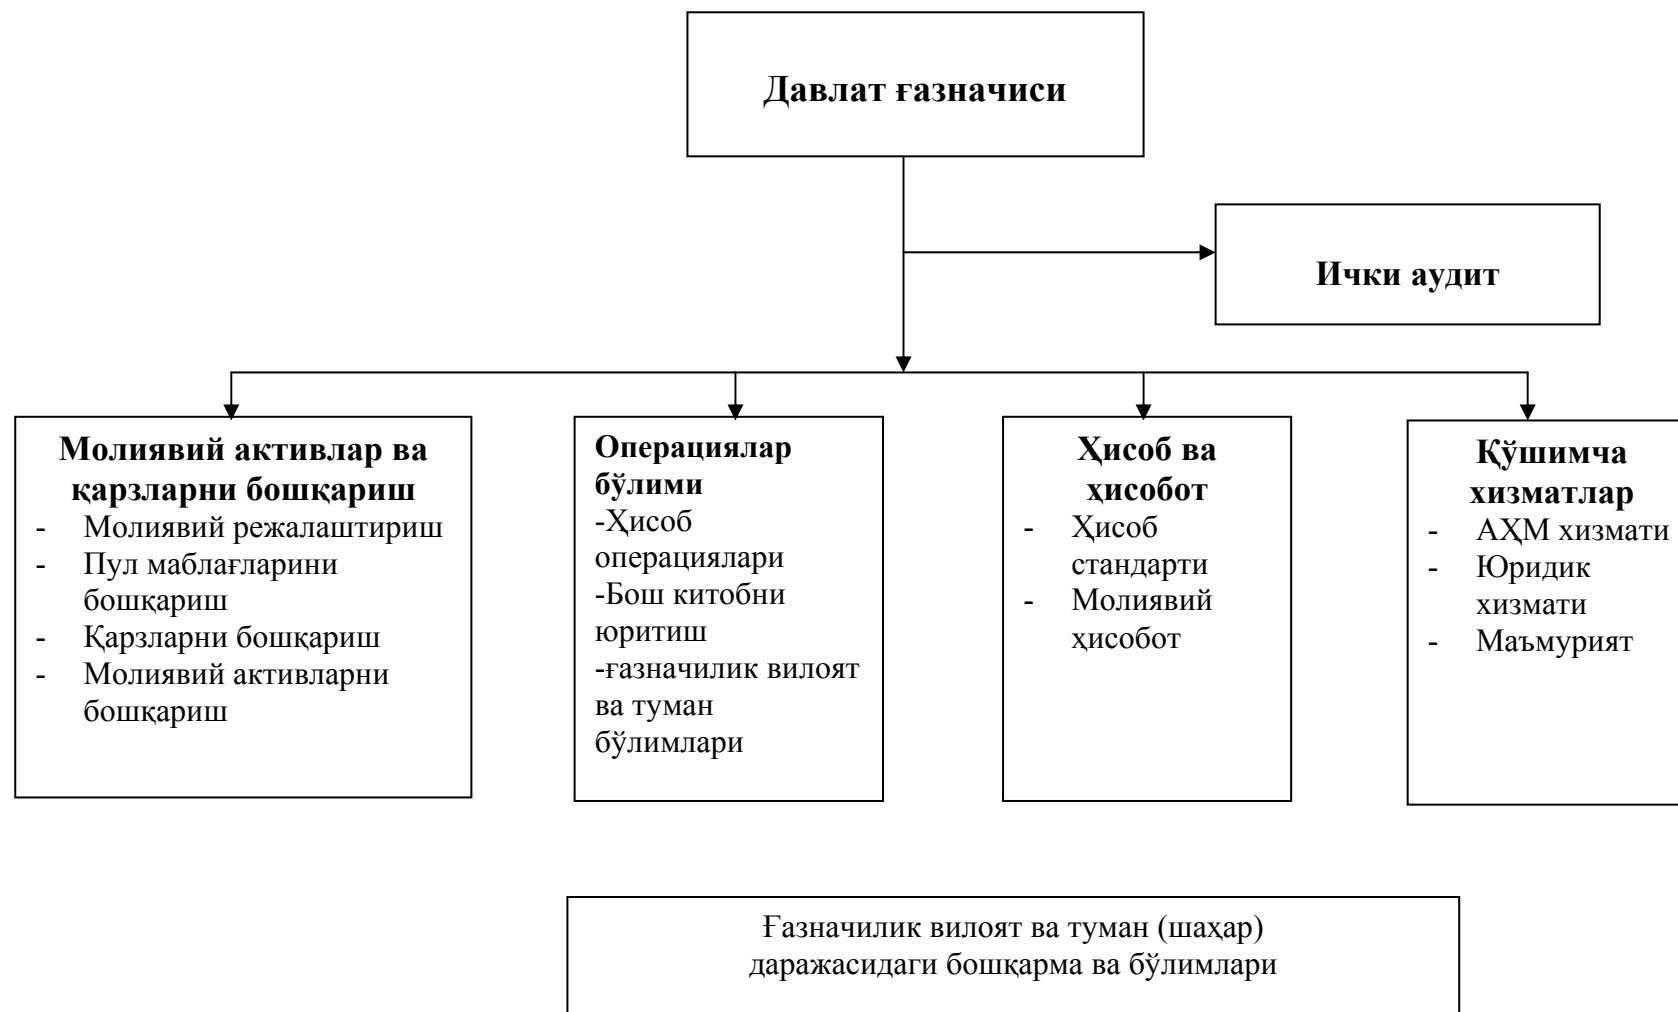 Давлат ғазначиси
Ички аудит
Молиявий активлар ва
қарзларни бошқариш
- Молиявий режалаштириш
- Пул маблағларини
бошқариш
- Қарзларни бошқариш
- Молиявий активларни
бошқариш
Операциялар
бўлими
-Ҳисоб
операциялари
-Бош китобни
юритиш
-ғазначилик вилоят
ва туман
бўлимлари
Ҳисоб ва
ҳисобот
- Ҳисоб
стандарти
- Молиявий
ҳисобот
Қўшимча
хизматлар
- АҲМ хизмати
- Юридик
хизмати
- Маъмурият
Ғазначилик вилоят ва туман (шаҳар)
даражасидаги бошқарма ва бўлимлари